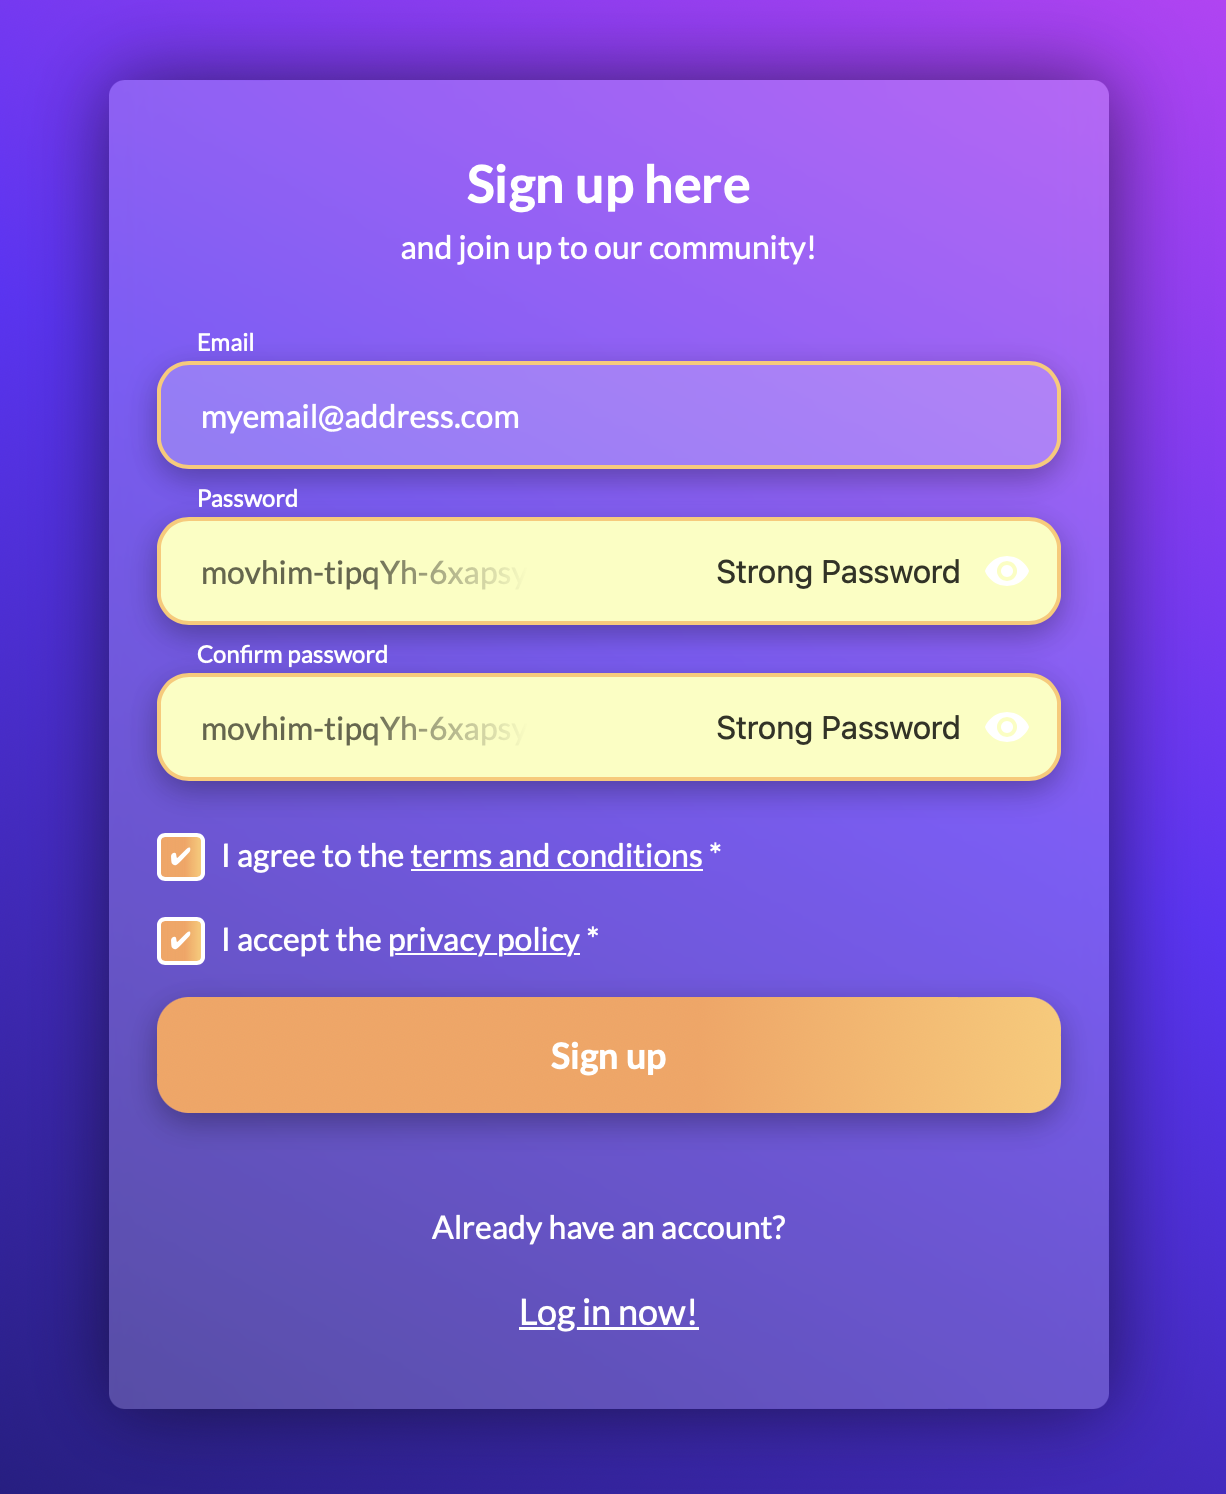 Sign up here
and join up to our community!
Email
myemail@address.com
Password
movhim-tipqYh-6xapsy Strong Password
Confirm password
movhim-tipqYh-6xapsy Strong Password
✔ I agree to the terms and conditions *
✔ I accept the privacy policy *
Sign up
Already have an account?
Log in now!